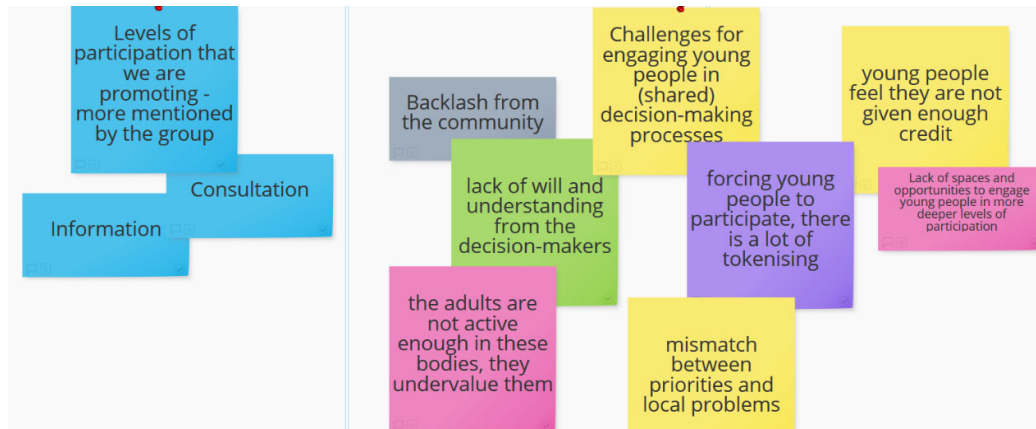 Levels of
participation that
we are
promoting -
more mentioned
by the group
Consultation
Information
Challenges for
engaging young
people in
(shared)
decision-making
processes
Backlash from
the community
young people
feel they are not
given enough
credit
lack of will and
understanding
from the
decision-makers
forcing young
people to
participate, there
is a lot of
tokenising
Lack of spaces and
opportunities to engage
young people in more
deeper levels of
participation
the adults are
not active
enough in these
bodies, they
undervalue them
mismatch
between
priorities and
local problems